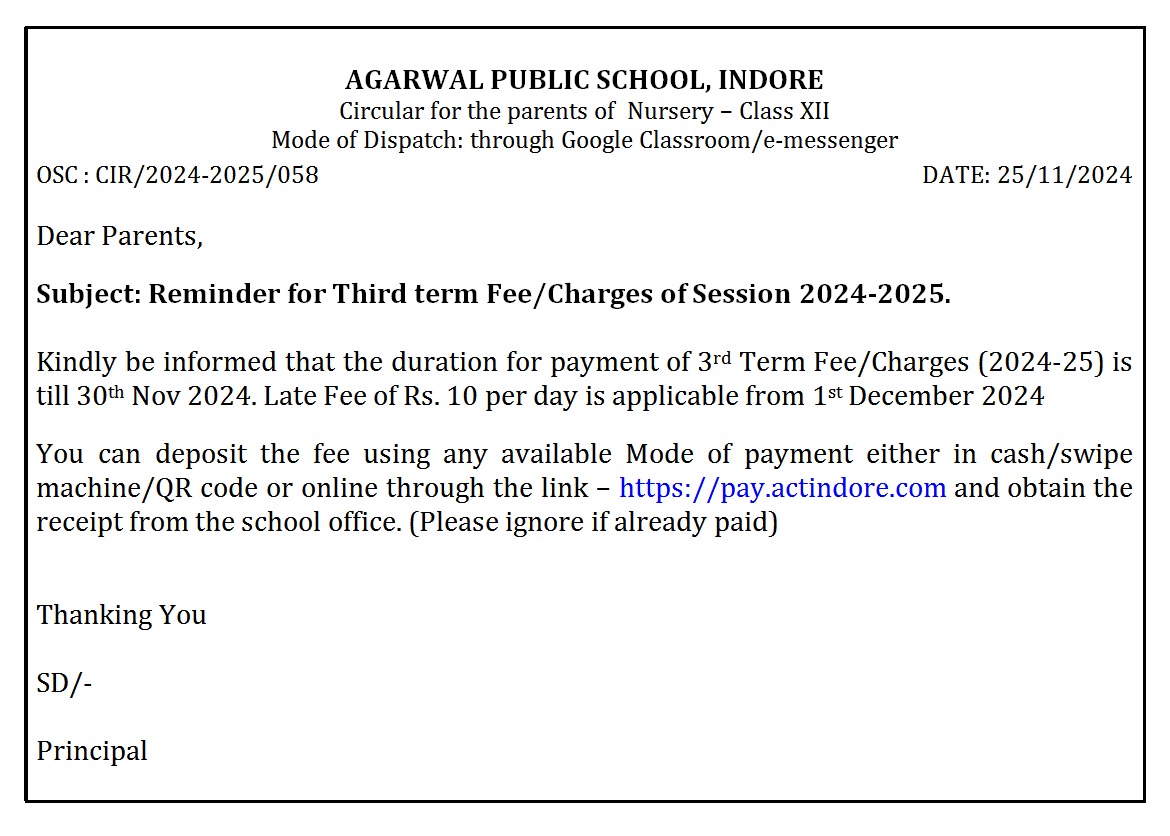 AGARWAL PUBLIC SCHOOL, INDORE
Circular for the parents of Nursery – Class XII
Mode of Dispatch: through Google Classroom/e-messenger
OSC : CIR/2024-2025/058 DATE: 25/11/2024
Dear Parents,
Subject: Reminder for Third term Fee/Charges of Session 2024-2025.
Kindly be informed that the duration for payment of 3rd Term Fee/Charges (2024-25) is
till 30th Nov 2024. Late Fee of Rs. 10 per day is applicable from 1st December 2024
You can deposit the fee using any available Mode of payment either in cash/swipe
machine/QR code or online through the link – https://pay.actindore.com and obtain the
receipt from the school office. (Please ignore if already paid)
Thanking You
SD/-
Principal